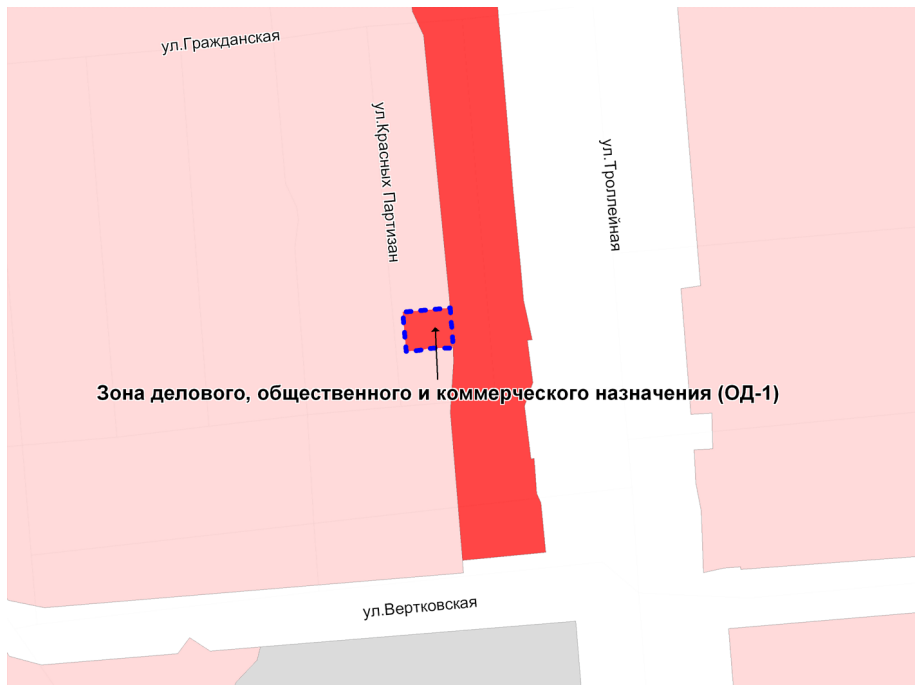 ул.Гражданская
ул.Красных Партизан
ул.Троллейная
Зона делового, общественного и коммерческого назначения (ОД-1)
ул.Вертковская